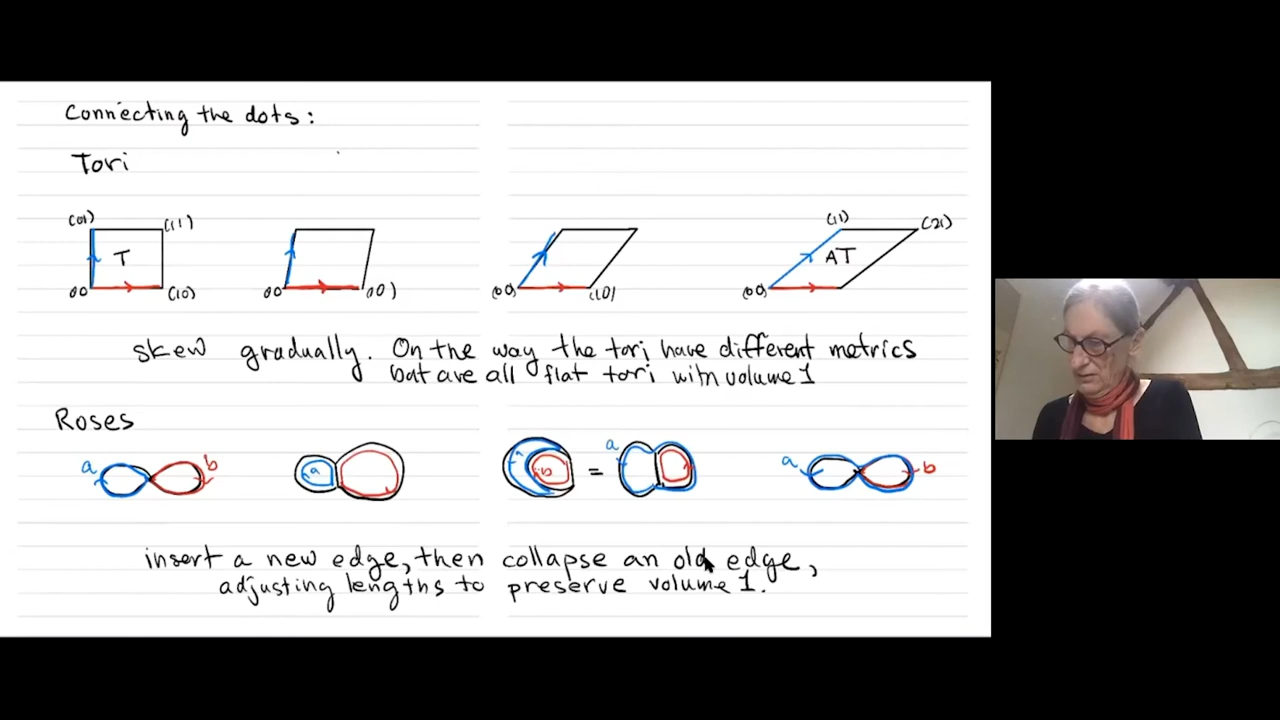 Connecting the dots:
Tori
(01) (11) (11) (21)
T AT
00 (10) 00 (0) (00) (10) (00)
skew gradually. On the way the tori have different metrics
but are all flat tori with volume 1
Roses
a b a a b = a a b
insert a new edge, then collapse an old edge,
adjusting lengths to preserve volume 1.